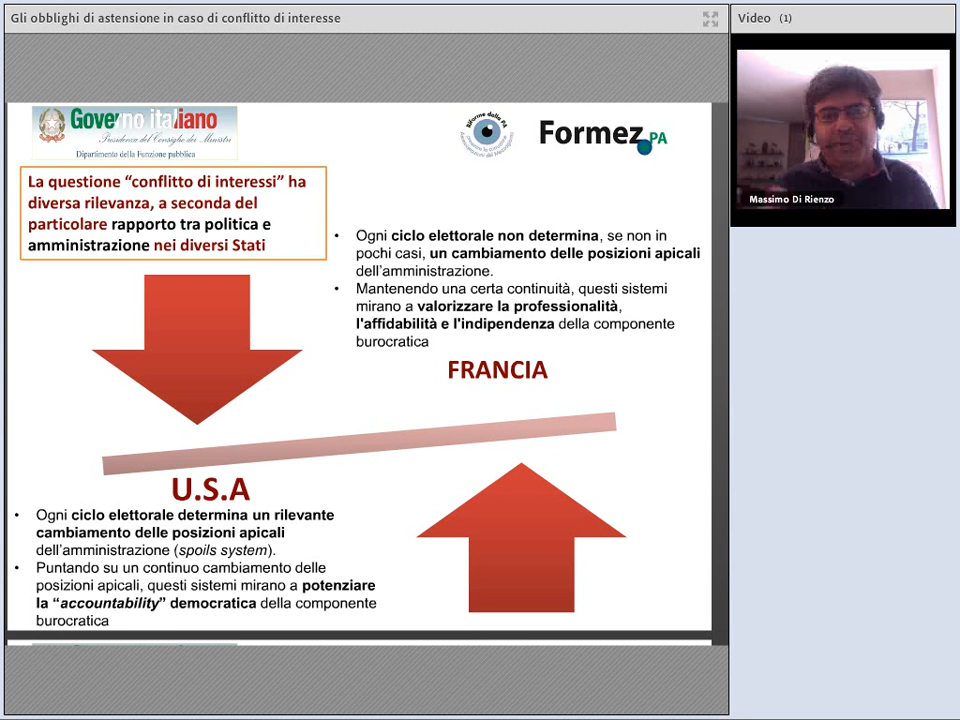 Gli obblighi di astensione in caso di conflitto di interesse
Video (1)
Massimo Di Rienzo
Governo italiano
Presidenza del Consiglio dei Ministri
Dipartimento della Funzione pubblica
Riforme della PA
Formez PA
La questione “conflitto di interessi” ha
diversa rilevanza, a seconda del
particolare rapporto tra politica e
amministrazione nei diversi Stati
• Ogni ciclo elettorale non determina, se non in
pochi casi, un cambiamento delle posizioni apicali
dell’amministrazione.
• Mantenendo una certa continuità, questi sistemi
mirano a valorizzare la professionalità,
l'affidabilità e l'indipendenza della componente
burocratica
FRANCIA
U.S.A
• Ogni ciclo elettorale determina un rilevante
cambiamento delle posizioni apicali
dell’amministrazione (spoils system).
• Puntando su un continuo cambiamento delle
posizioni apicali, questi sistemi mirano a potenziare
la “accountability” democratica della componente
burocratica